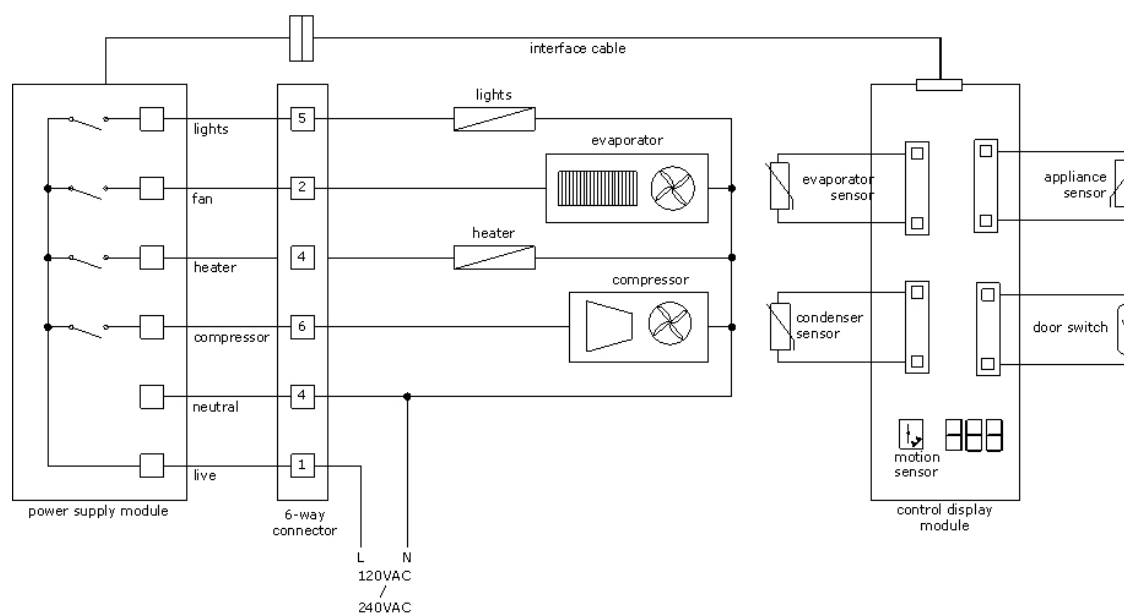 interface cable
lights
5
lights
evaporator
fan
2
evaporator
sensor
appliance
sensor
heater
heater
4
compressor
compressor
6
condenser
sensor
door switch
neutral
4
motion
sensor
live
1
power supply module
6-way
connector
control display
module
L
N
120VAC
/
240VAC